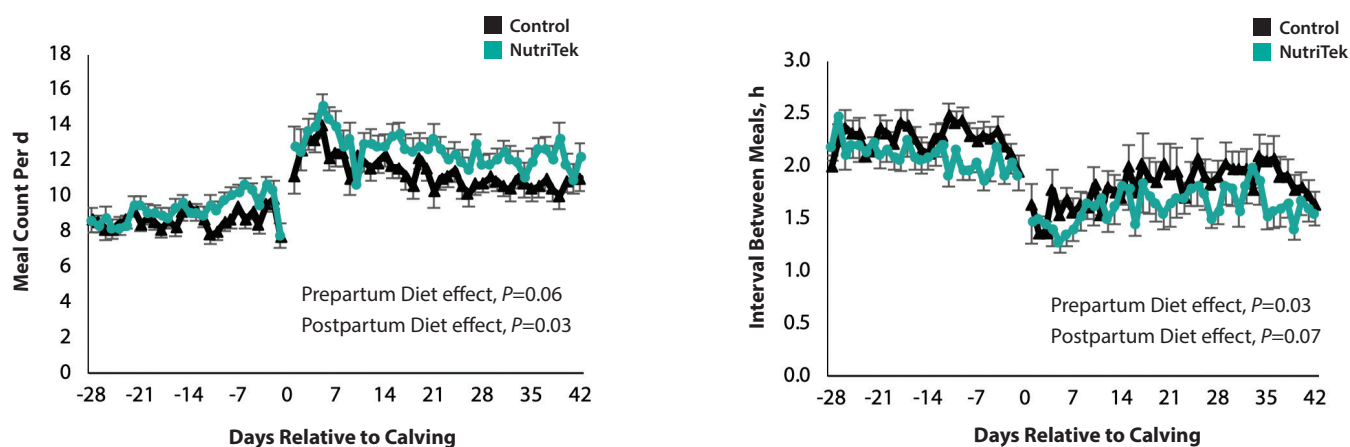 Control
NutriTek
18
16
14
12
10
8
6
4
2
0
Meal Count Per d
Prepartum Diet effect, P=0.06
Postpartum Diet effect, P=0.03
-28 -21 -14 -7 0 7 14 21 28 35 42
Days Relative to Calving
Control
NutriTek
3.0
2.5
2.0
1.5
1.0
0.5
0.0
Interval Between Meals, h
Prepartum Diet effect, P=0.03
Postpartum Diet effect, P=0.07
-28 -21 -14 -7 0 7 14 21 28 35 42
Days Relative to Calving